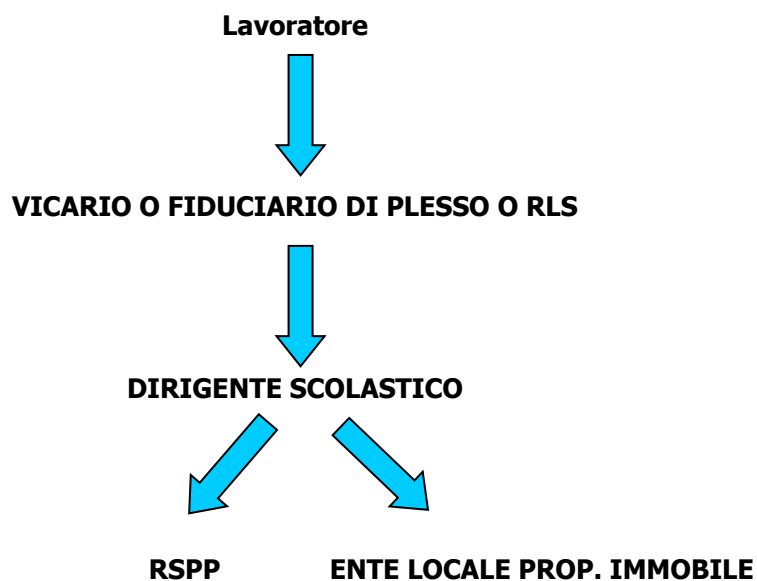 Lavoratore
VICARIO O FIDUCIARIO DI PLESSO O RLS
DIRIGENTE SCOLASTICO
RSPP ENTE LOCALE PROP. IMMOBILE